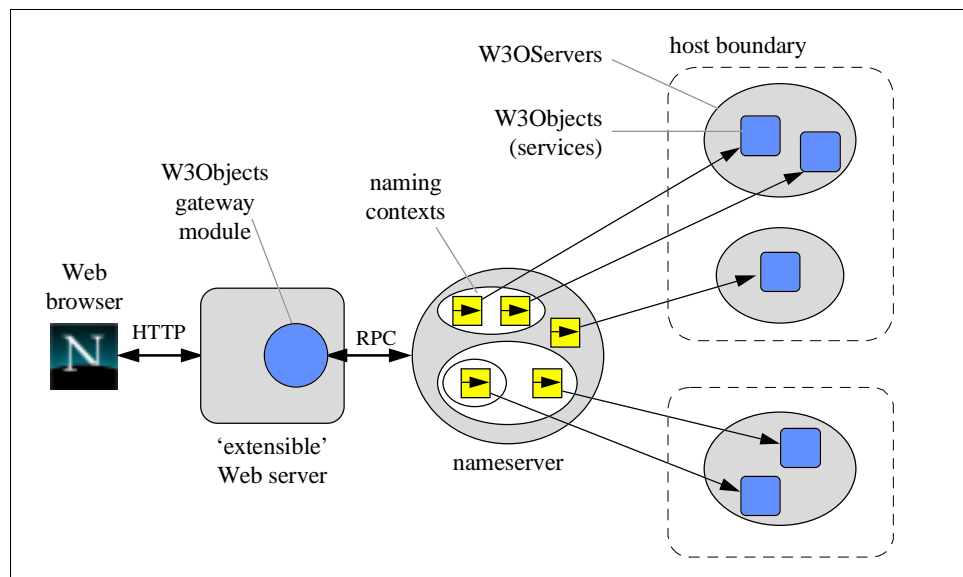 host boundary
W3OServers
W3Objects
(services)
W3Objects
gateway
module
naming
contexts
Web
browser
HTTP
RPC
N
'extensible'
Web server
nameserver